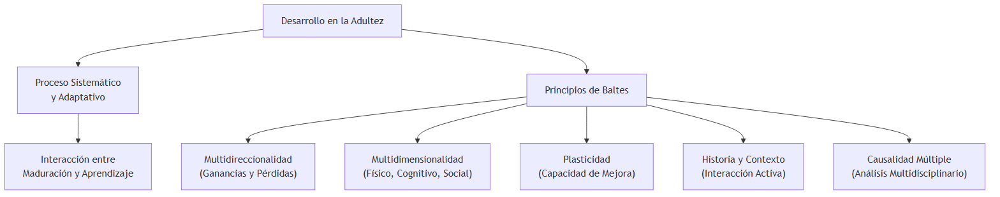 Desarrollo en la Adultez
Proceso Sistemático
y Adaptativo
Principios de Baltes
Interacción entre
Maduración y Aprendizaje
Multidireccionalidad
(Ganancias y Pérdidas)
Multidimensionalidad
(Físico, Cognitivo, Social)
Plasticidad
(Capacidad de Mejora)
Historia y Contexto
(Interacción Activa)
Causalidad Múltiple
(Análisis Multidisciplinario)